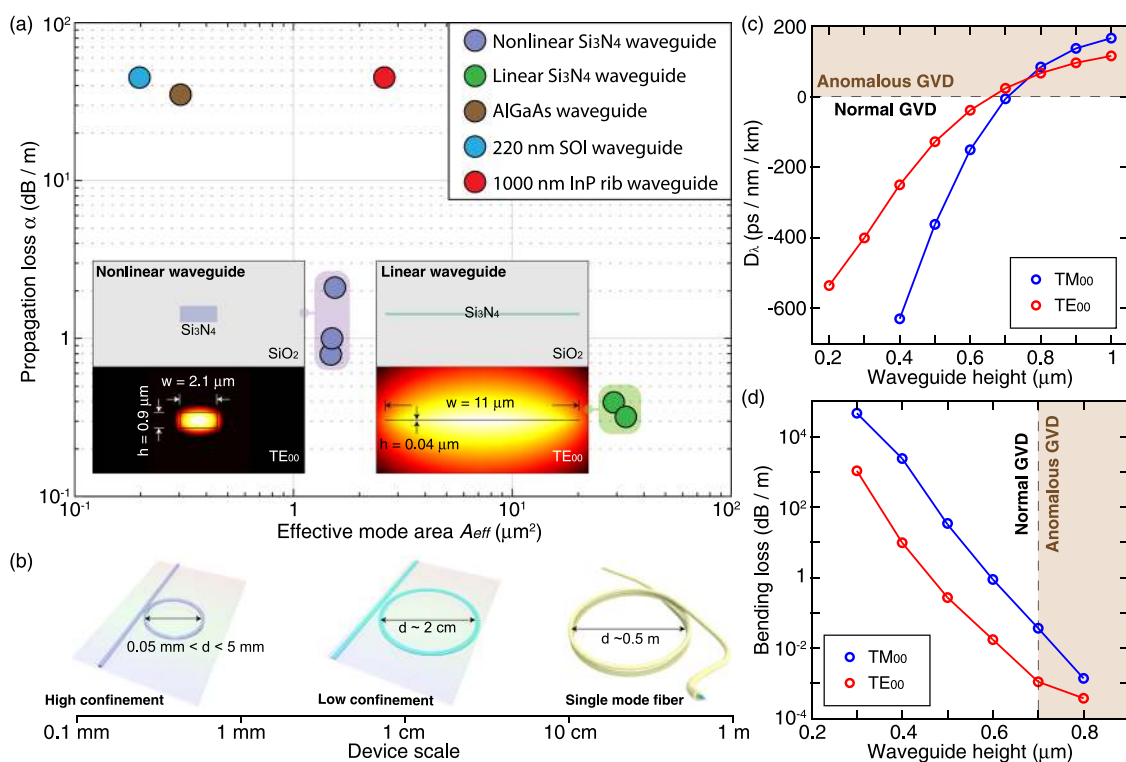 (a)
Propagation loss α (dB / m)
10²
10
1
10⁻¹
Nonlinear Si₃N₄ waveguide
Linear Si₃N₄ waveguide
AlGaAs waveguide
220 nm SOI waveguide
1000 nm InP rib waveguide
Nonlinear waveguide
Si₃N₄
SiO₂
w = 2.1 μm
h = 0.9 μm
TE₀₀
Linear waveguide
Si₃N₄
SiO₂
w = 11 μm
h = 0.04 μm
TE₀₀
10⁻¹ 1 10¹ 10²
Effective mode area Aeff (μm²)
(b)
0.05 mm < d < 5 mm
High confinement
d ~ 2 cm
Low confinement
d ~0.5 m
Single mode fiber
0.1 mm 1 mm 1 cm 10 cm 1 m
Device scale
(c)
Dλ (ps / nm / km)
200
0
-200
-400
-600
Anomalous GVD
Normal GVD
TM₀₀
TE₀₀
0.2 0.4 0.6 0.8 1
Waveguide height (μm)
(d)
Bending loss (dB / m)
10⁴
10²
1
10⁻²
10⁻⁴
Normal GVD
Anomalous GVD
TM₀₀
TE₀₀
0.2 0.4 0.6 0.8
Waveguide height (μm)